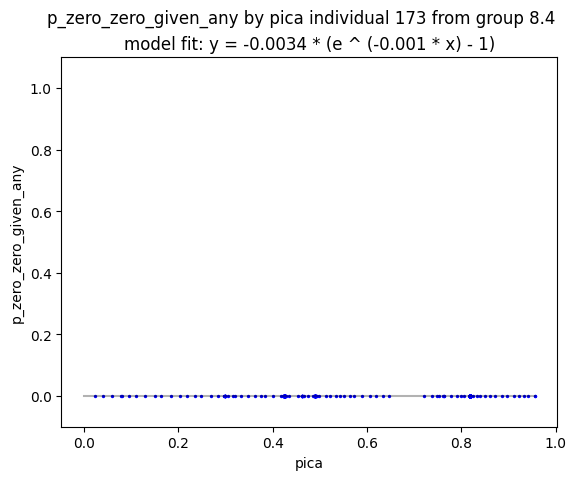 p_zero_zero_given_any by pica individual 173 from group 8.4
model fit: y = -0.0034 * (e ^ (-0.001 * x) - 1)
1.0
0.8
0.6
0.4
0.2
0.0
p_zero_zero_given_any
0.0 0.2 0.4 0.6 0.8 1.0
pica